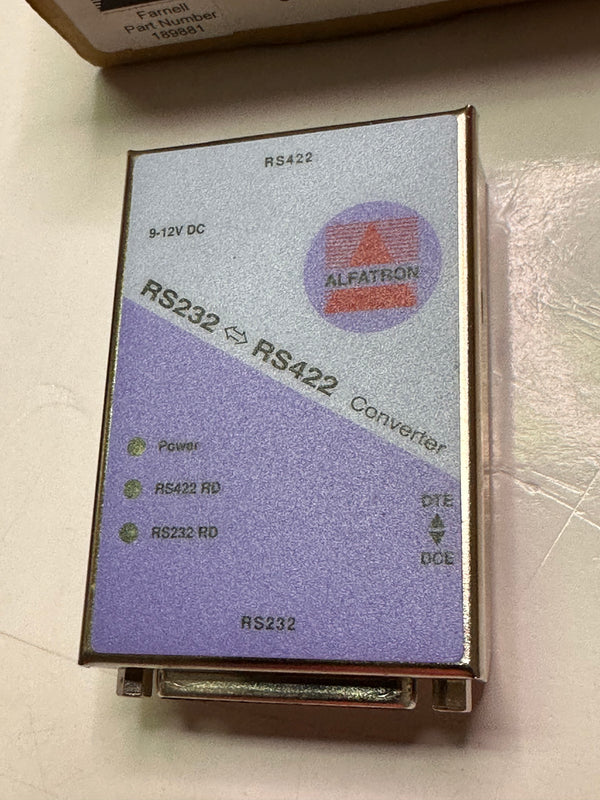 Farnell
Part Number
189881
RS422
9-12V DC
ALFATRON
RS232 ⇔ RS422 Converter
Power
RS422 RD
RS232 RD
DTE
DCE
RS232